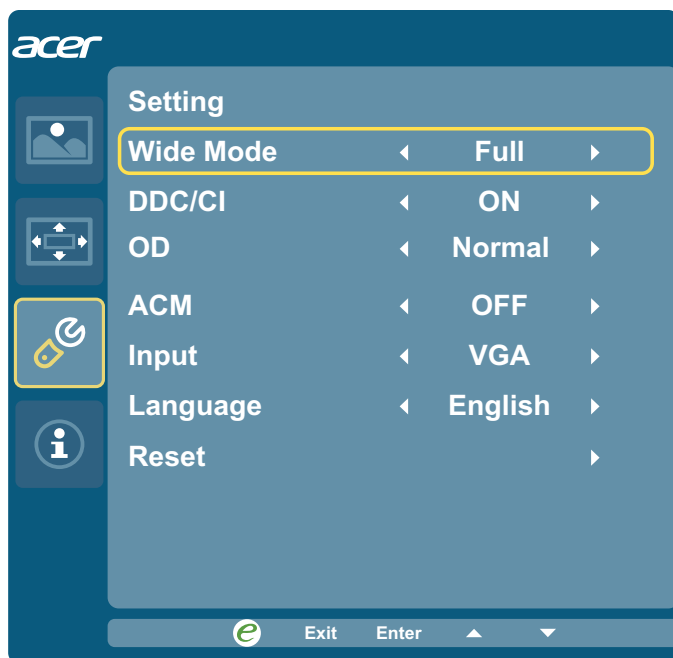 acer
Setting
Wide Mode Full
DDC/CI ON
OD Normal
ACM OFF
Input VGA
Language English
Reset
e Exit Enter